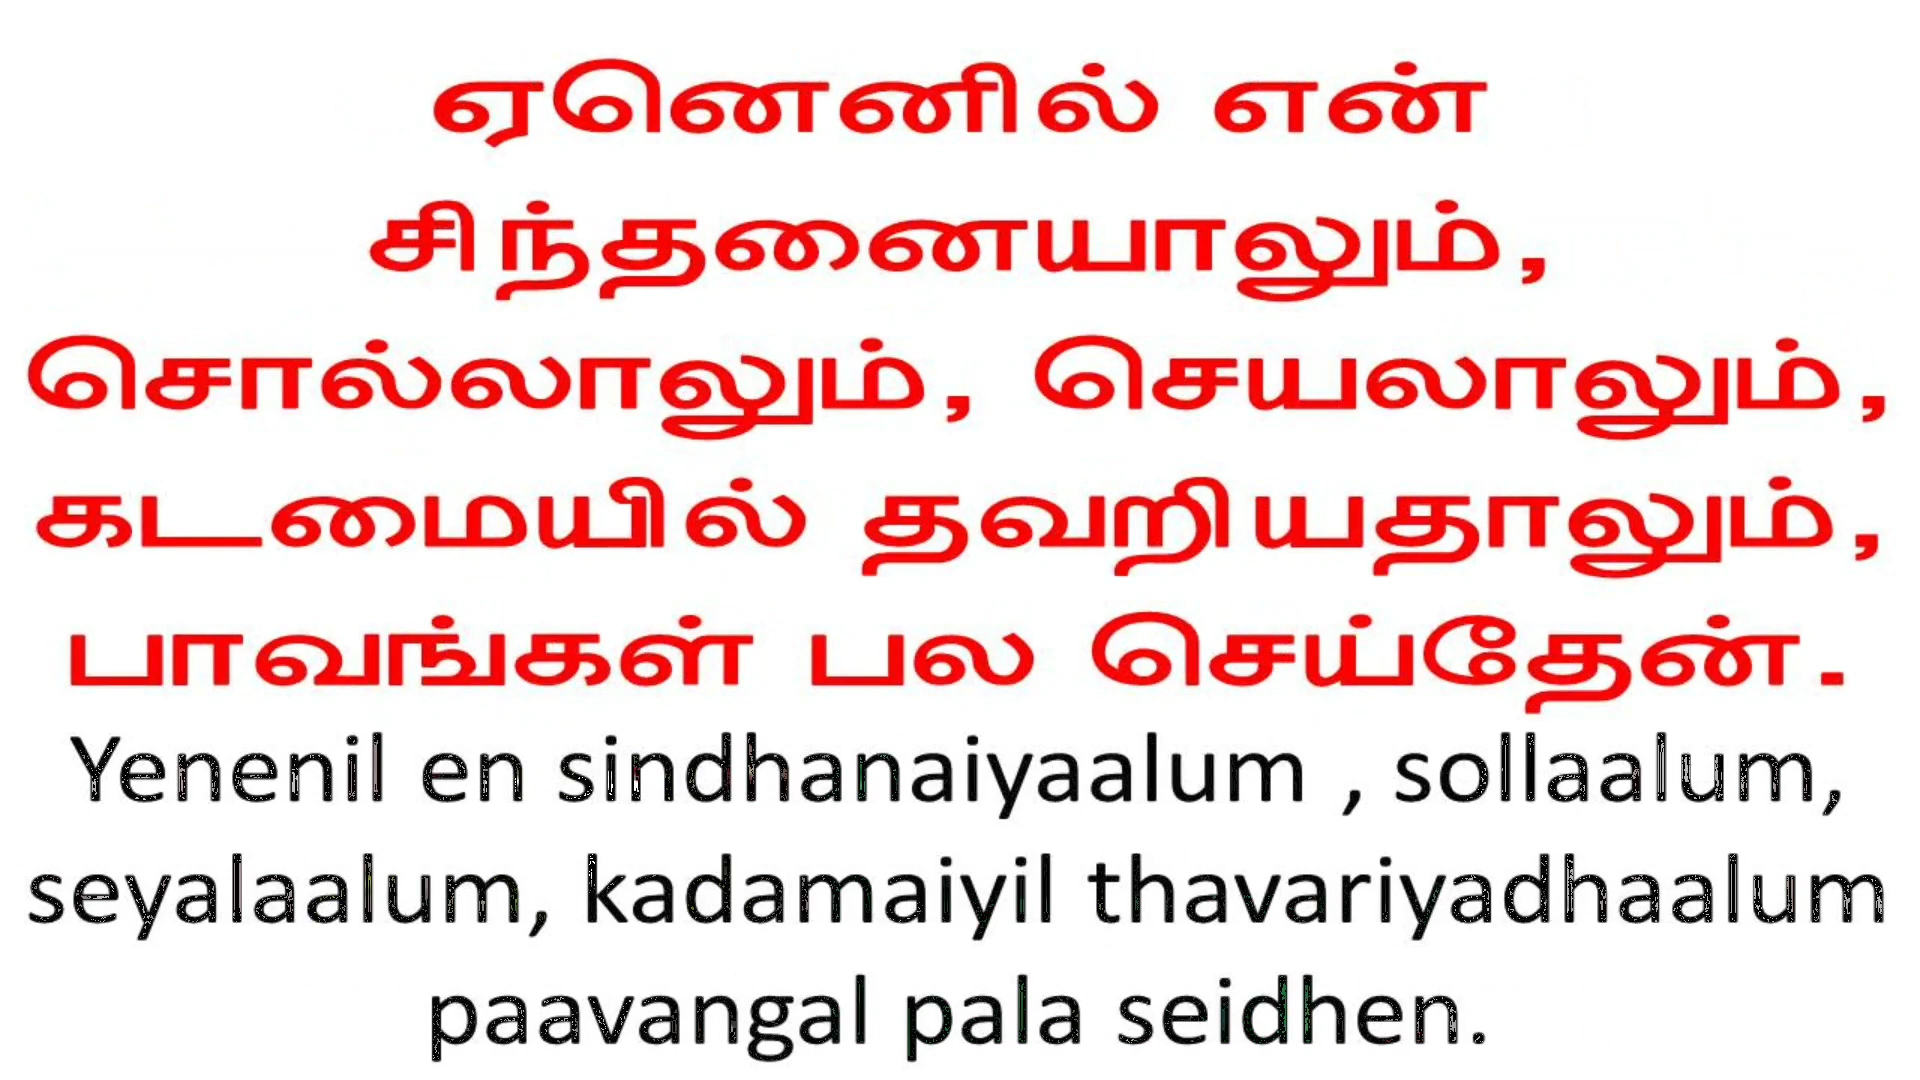 ஏனெனில் என்
சிந்தனையாலும்,
சொல்லாலும், செயலாலும்,
கடமையில் தவறியதாலும்,
பாவங்கள் பல செய்தேன்.
Yenenil en sindhanaiyaalum , sollaalum,
seyalaalum, kadamaiyil thavariyadhaalum
paavangal pala seidhen.